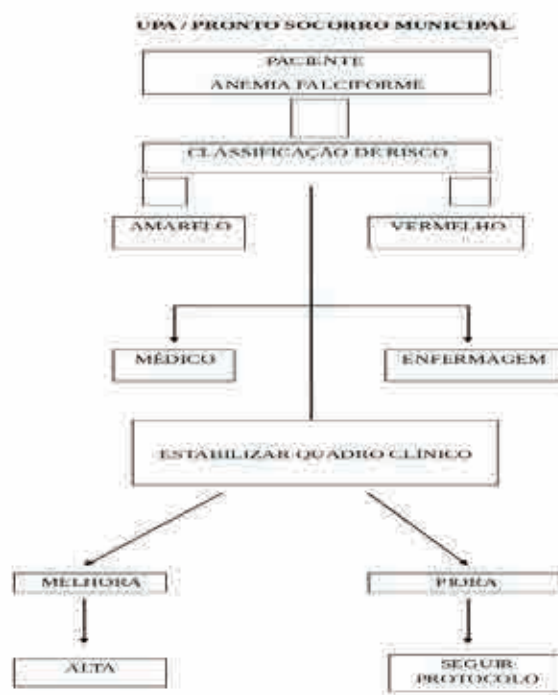 UPA / PRONTO SOCORRO MUNICIPAL
PACIENTE
ANEMIA FALCIFORME
CLASSIFICAÇÃO DE RISCO
AMARELO
VERMELHO
MÉDICO
ENFERMAGEM
ESTABILIZAR QUADRO CLÍNICO
MELHORA
PIORA
ALTA
SEGUIR
PROTOCOLO